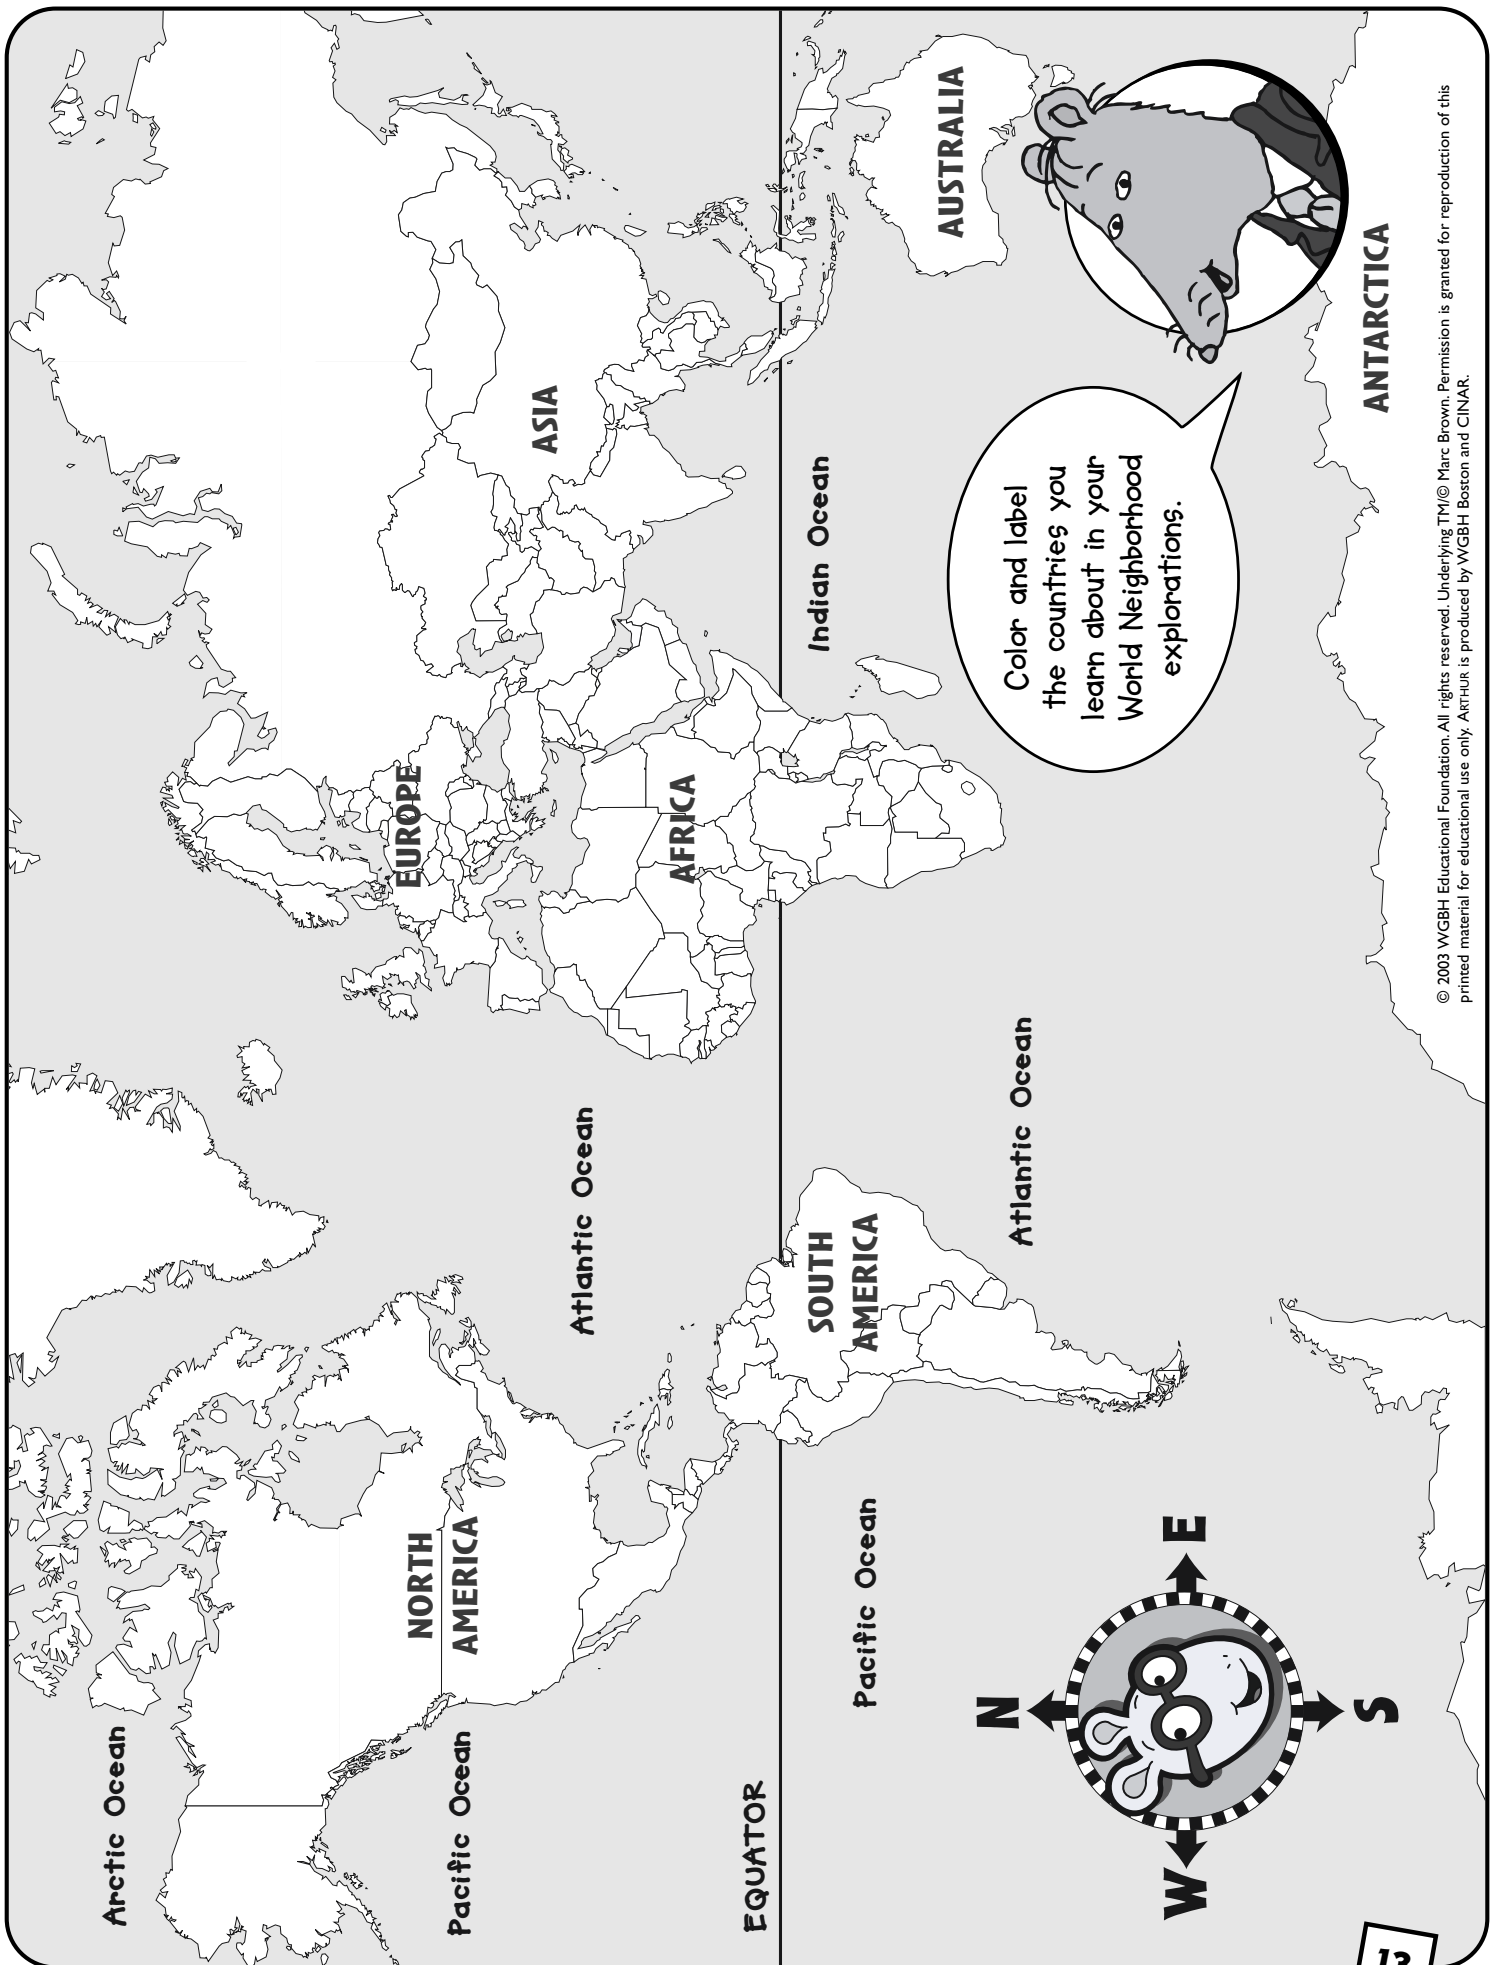 Arctic Ocean
NORTH
AMERICA
EUROPE
ASIA
Pacific Ocean
Atlantic Ocean
AFRICA
EQUATOR
SOUTH
AMERICA
Indian Ocean
AUSTRALIA
Pacific Ocean
Atlantic Ocean
N
W
E
S
Color and label
the countries you
learn about in your
World Neighborhood
explorations.
ANTARCTICA
© 2003 WGBH Educational Foundation. All rights reserved. Underlying TM/© Marc Brown. Permission is granted for reproduction of this
printed material for educational use only. ARTHUR is produced by WGBH Boston and CINAR.
13